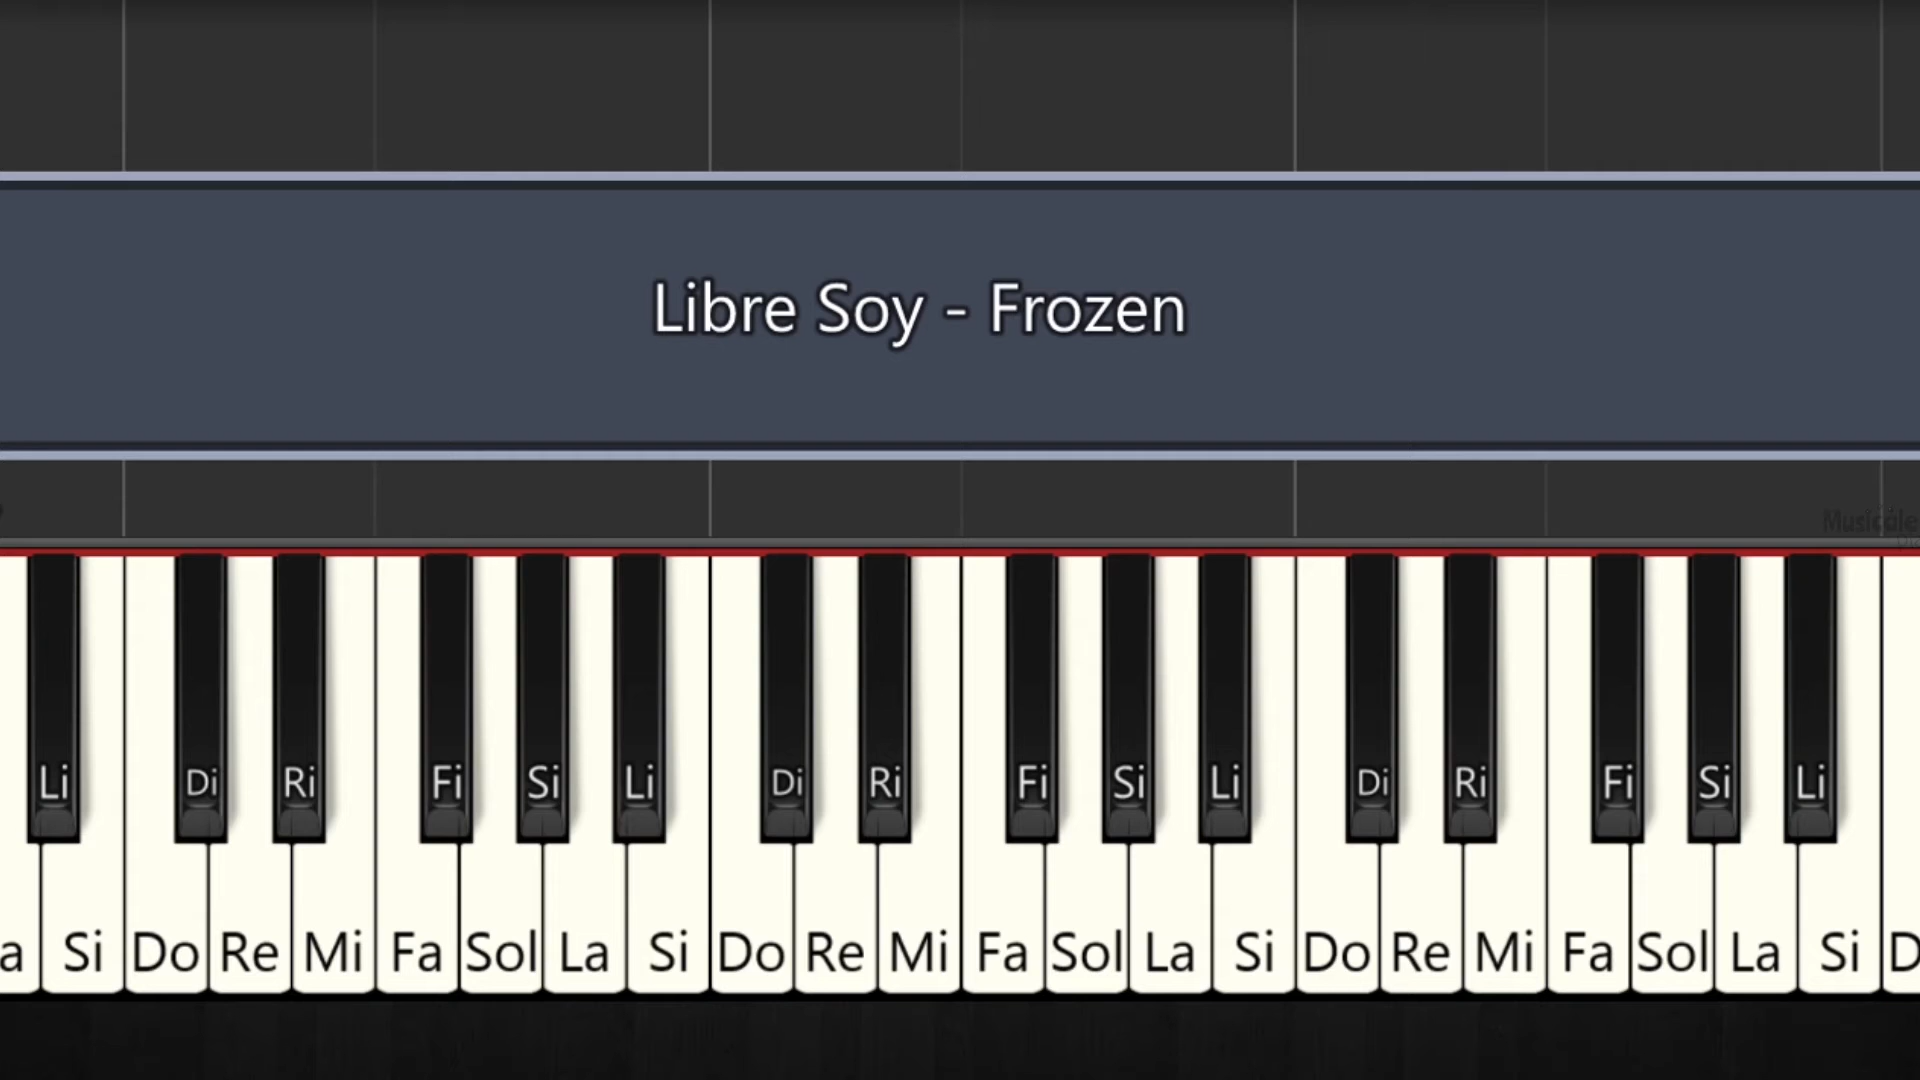 Libre Soy - Frozen
Musicale
Li Di Ri Fi Si Li Di Ri Fi Si Li Di Ri Fi Si Li
a Si Do Re Mi Fa Sol La Si Do Re Mi Fa Sol La Si Do Re Mi Fa Sol La Si D